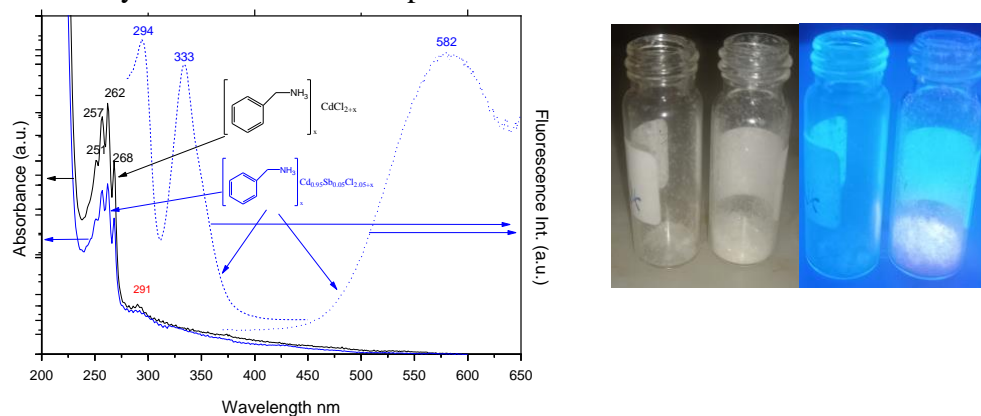 294
333
582
262
257
251
268
NH3
x
CdCl2+x
NH3
x
Cd0.95Sb0.05Cl2.05+x
291
Absorbance (a.u.)
Fluorescence Int. (a.u.)
200 250 300 350 400 450 500 550 600 650
Wavelength nm